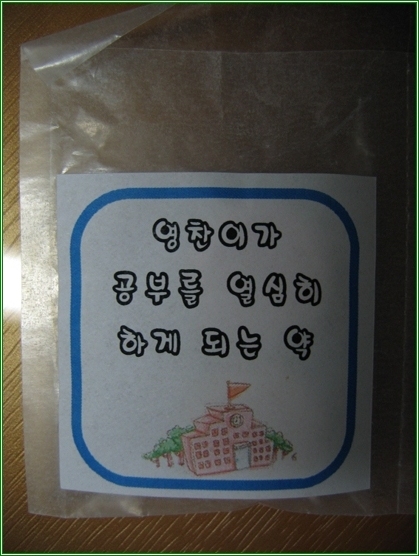 영찬이가
공부를 열심히
하게 되는 약